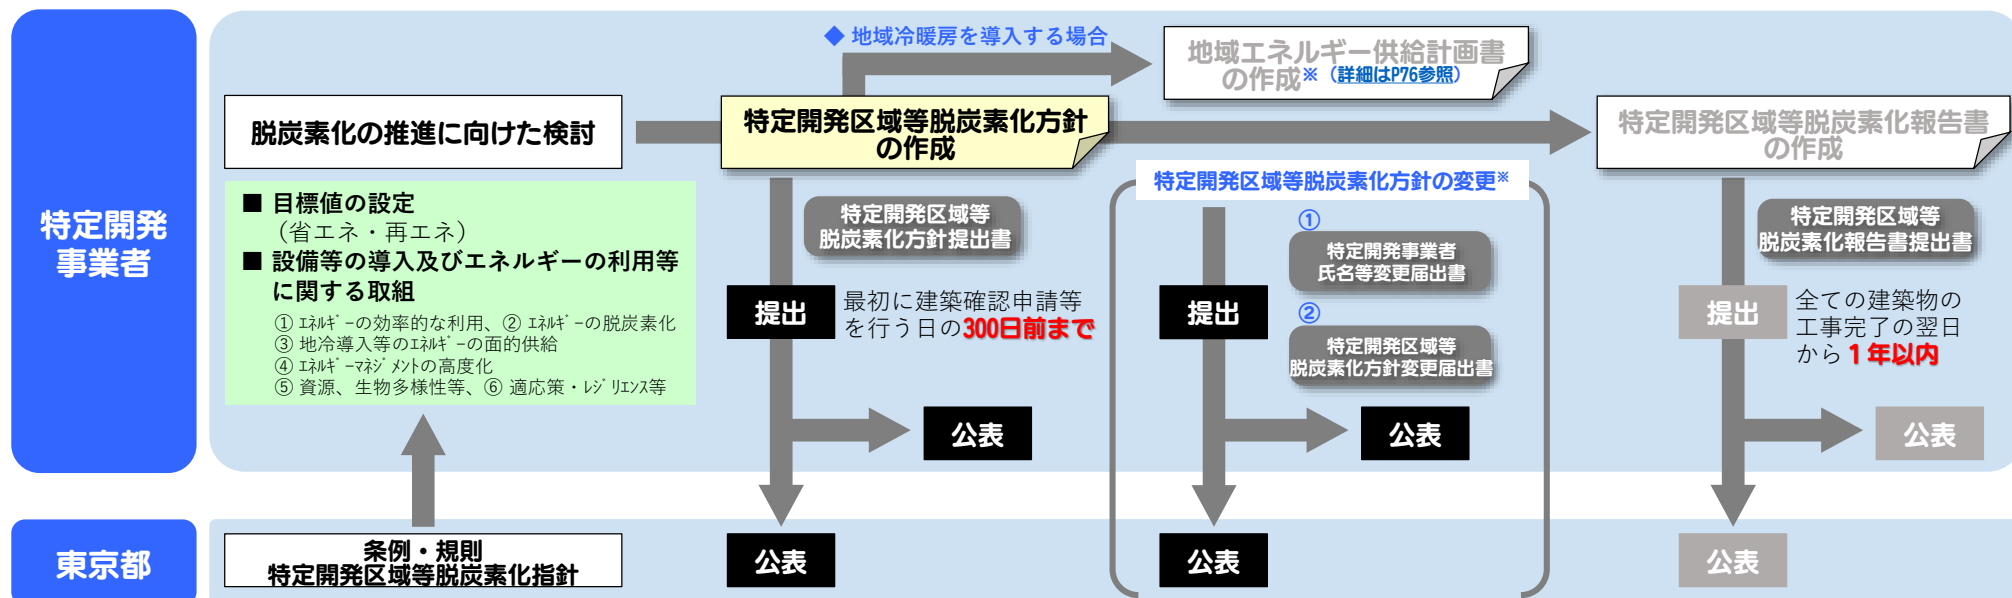 特定開発
事業者
◆ 地域冷暖房を導入する場合
地域エネルギー供給計画書
の作成※（詳細はP76参照）
脱炭素化の推進に向けた検討
特定開発区域等脱炭素化方針
の作成
特定開発区域等脱炭素化報告書
の作成
■ 目標値の設定
（省エネ・再エネ）
■ 設備等の導入及びエネルギーの利用等
に関する取組
① ｴﾈﾙｷﾞｰの効率的な利用、② ｴﾈﾙｷﾞｰの脱炭素化
③ 地冷導入等のｴﾈﾙｷﾞｰの面的供給
④ ｴﾈﾙｷﾞｰﾏﾈｼﾞﾒﾝﾄの高度化
⑤ 資源、生物多様性等、⑥ 適応策・ﾚｼﾞﾘｴﾝｽ等
特定開発区域等
脱炭素化方針提出書
提出
最初に建築確認申請等
を行う日の300日前まで
公表
特定開発区域等脱炭素化方針の変更※
①
特定開発事業者
氏名等変更届出書
提出
②
特定開発区域等
脱炭素化方針変更届出書
公表
特定開発区域等
脱炭素化報告書提出書
提出
全ての建築物の
工事完了の翌日
から１年以内
公表
東京都
条例・規則
特定開発区域等脱炭素化指針
公表
公表
公表